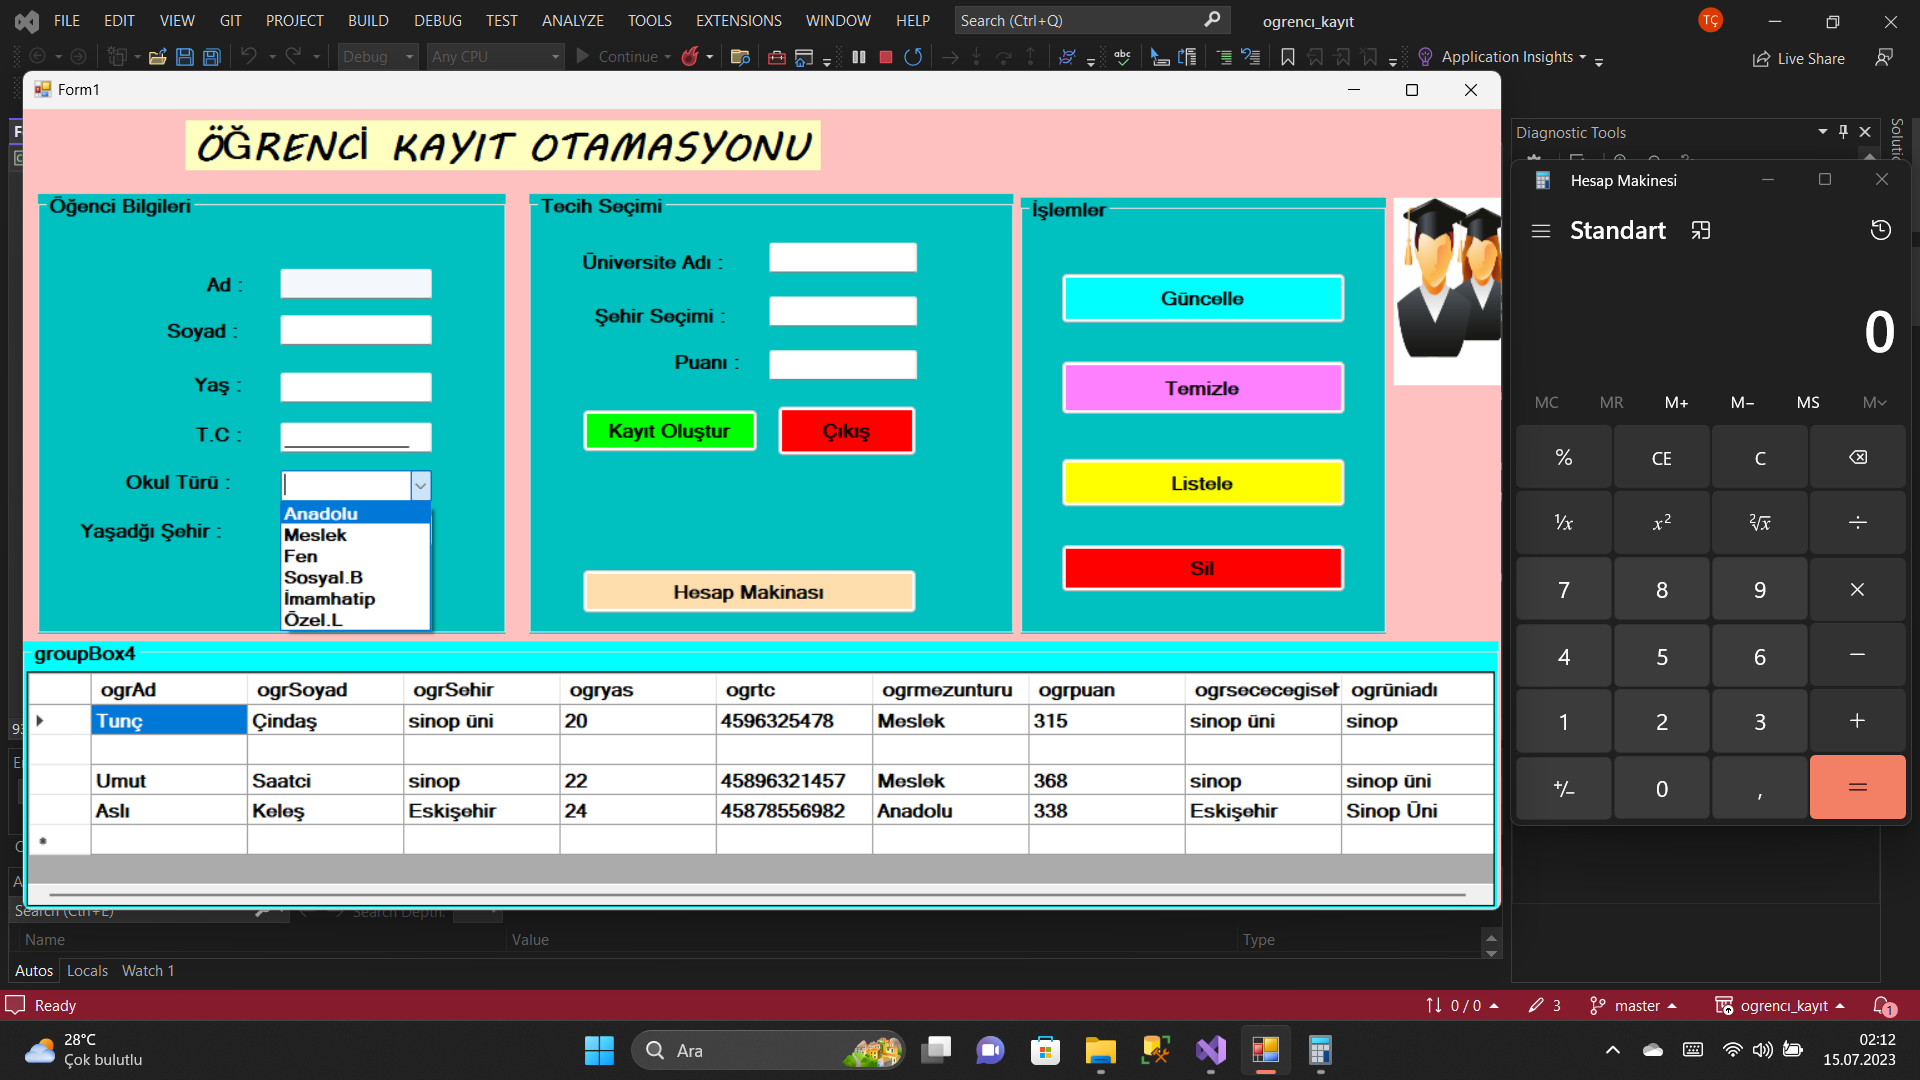 FILE EDIT VIEW GIT PROJECT BUILD DEBUG TEST ANALYZE TOOLS EXTENSIONS WINDOW HELP Search (Ctrl+Q) ogrencı_kayıt TÇ
Debug Any CPU Continue Application Insights Live Share
Form1
ÖĞRENCİ KAYIT OTAMASYONU
Öğenci Bilgileri
Ad :
Soyad :
Yaş :
T.C :
Okul Türü :
Yaşadğı Şehir :
Anadolu
Meslek
Fen
Sosyal.B
İmamhatip
Özel.L
Tecih Seçimi
Üniversite Adı :
Şehir Seçimi :
Puanı :
Kayıt Oluştur
Çıkış
Hesap Makinası
İşlemler
Güncelle
Temizle
Listele
Sil
groupBox4
ogrAd ogrSoyad ogrSehir ogryas ogrtc ogrmezunturu ogrpuan ogrsececegiseh ogrüniadı
Tunç Çindaş sinop üni 20 4596325478 Meslek 315 sinop üni sinop
Umut Saatci sinop 22 45896321457 Meslek 368 sinop sinop üni
Aslı Keleş Eskişehir 24 45878556982 Anadolu 338 Eskişehir Sinop Üni
Diagnostic Tools
Hesap Makinesi
Standart
0
MC MR M+ M− MS M
% CE C
¹/x x² ²√x ÷
7 8 9 ×
4 5 6 −
1 2 3 +
+/− 0 , =
Search (Ctrl+E) Search Depth:
Name Value Type
Autos Locals Watch 1
Ready 0 / 0 3 master ogrencı_kayıt 1
28°C
Çok bulutlu
Ara
02:12
15.07.2023